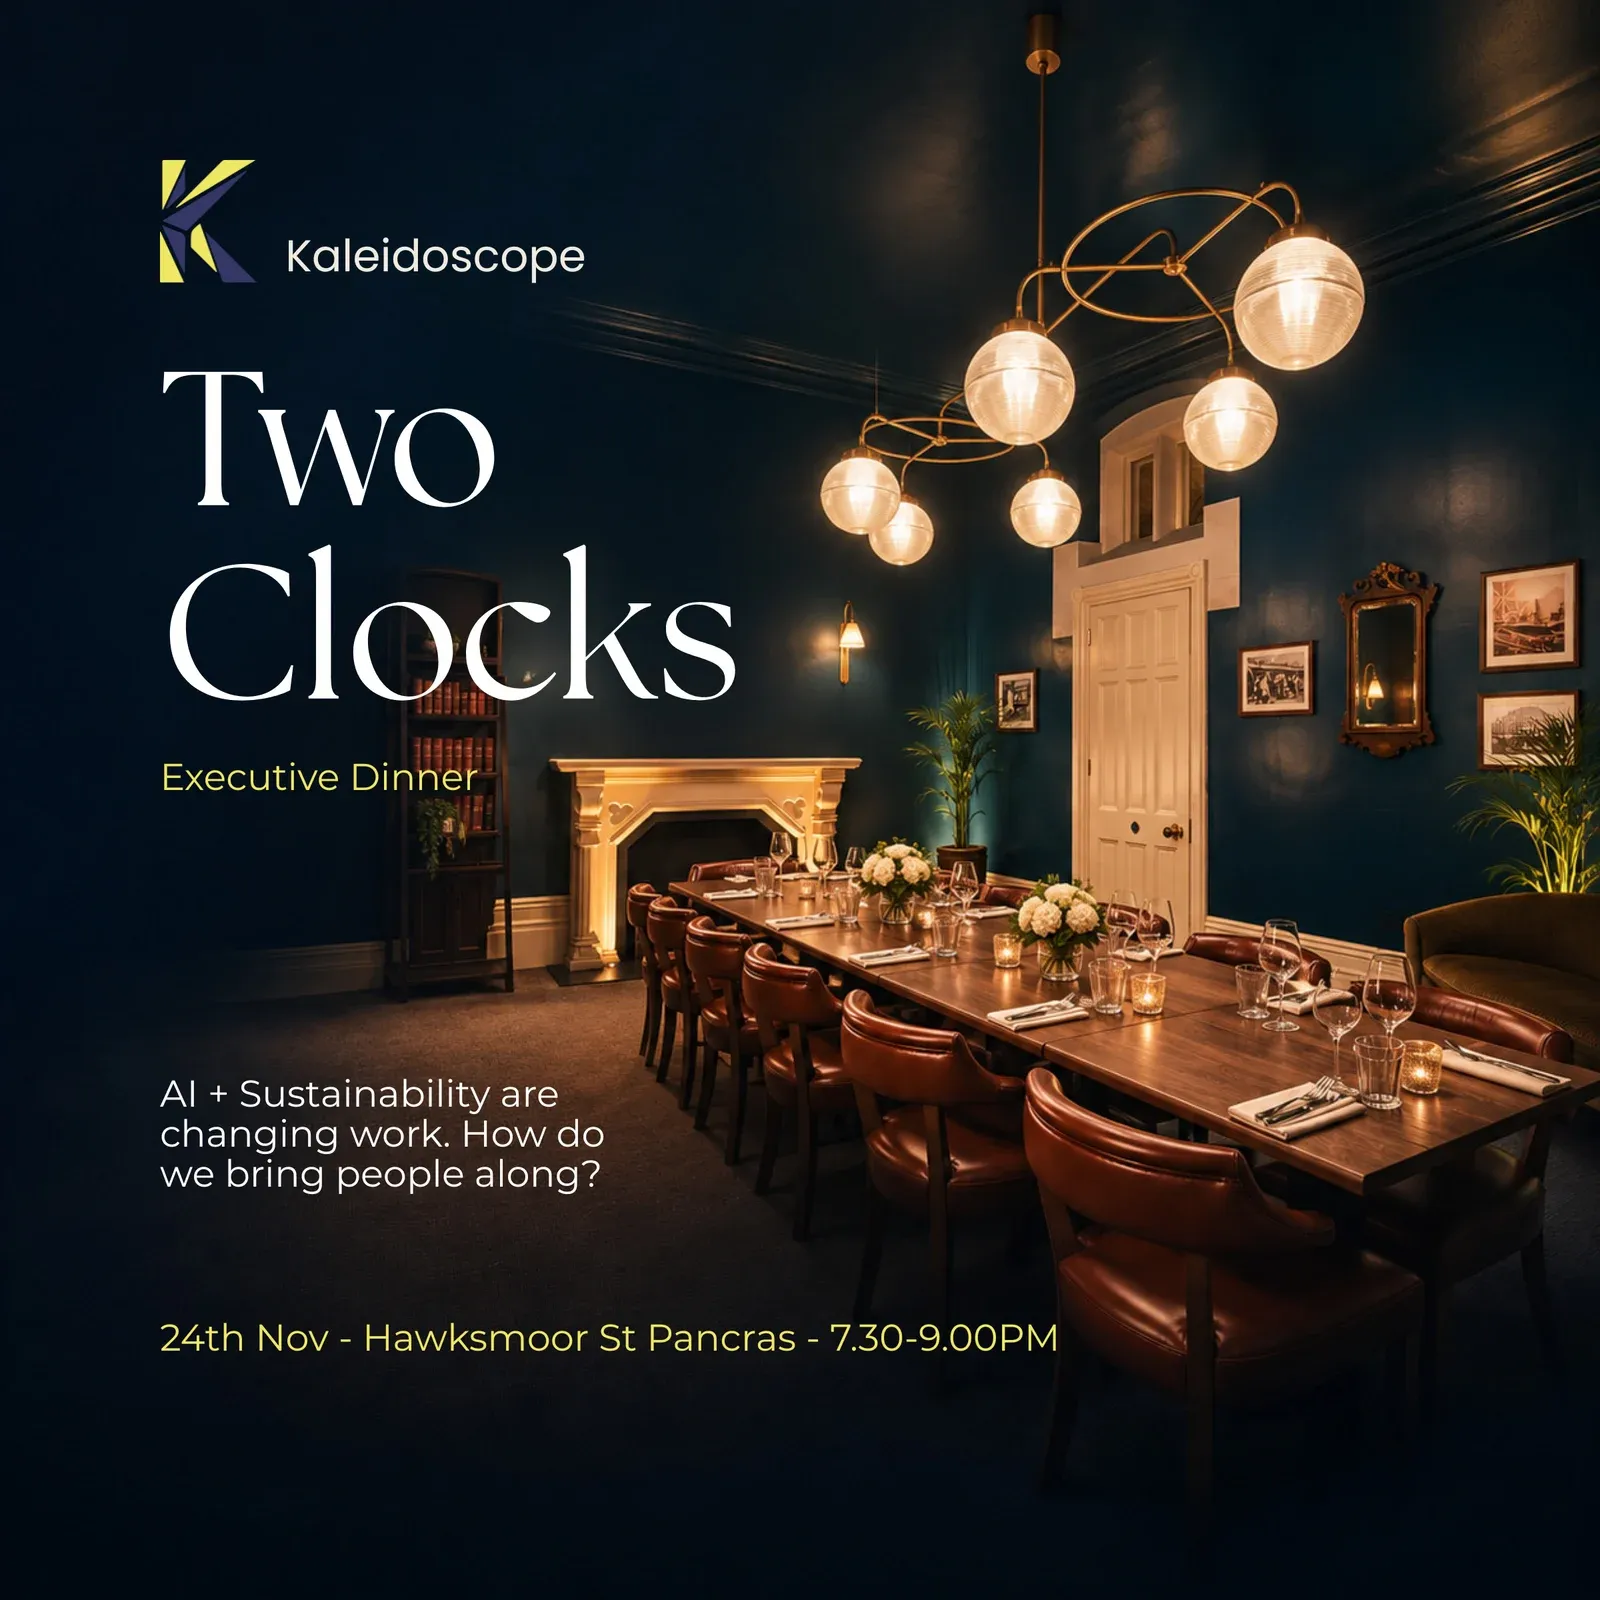 Kaleidoscope
Two
Clocks
Executive Dinner
AI + Sustainability are
changing work. How do
we bring people along?
24th Nov - Hawksmoor St Pancras - 7.30-9.00PM